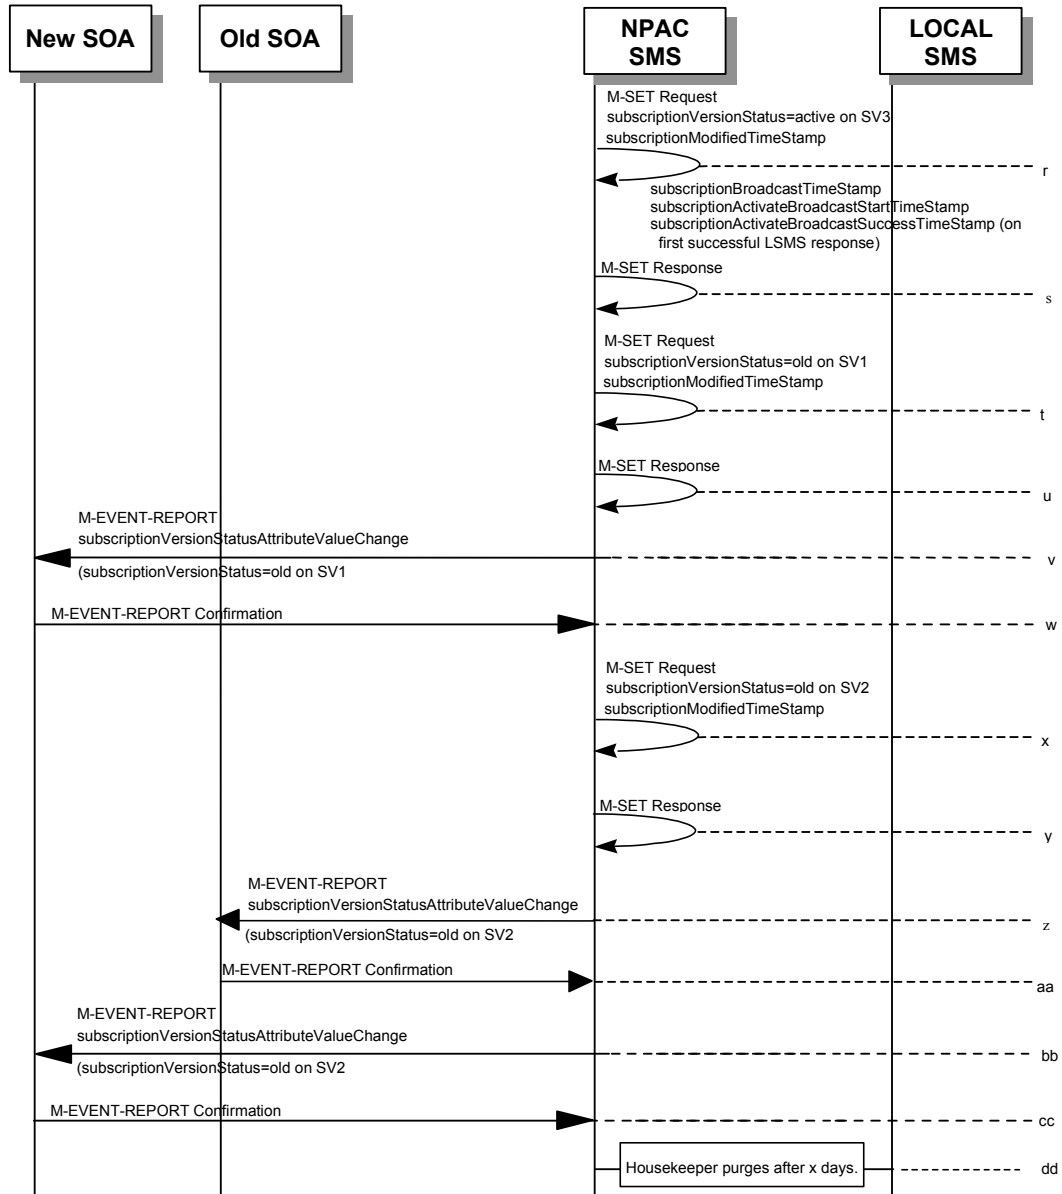 New SOA
Old SOA
NPAC
SMS
LOCAL
SMS
M-SET Request
subscriptionVersionStatus=active on SV3
subscriptionModifiedTimeStamp
r
subscriptionBroadcastTimeStamp
subscriptionActivateBroadcastStartTimeStamp
subscriptionActivateBroadcastSuccessTimeStamp (on
first successful LSMS response)
M-SET Response
s
M-SET Request
subscriptionVersionStatus=old on SV1
subscriptionModifiedTimeStamp
t
M-SET Response
u
M-EVENT-REPORT
subscriptionVersionStatusAttributeValueChange
v
(subscriptionVersionStatus=old on SV1
M-EVENT-REPORT Confirmation
w
M-SET Request
subscriptionVersionStatus=old on SV2
subscriptionModifiedTimeStamp
x
M-SET Response
y
M-EVENT-REPORT
subscriptionVersionStatusAttributeValueChange
z
(subscriptionVersionStatus=old on SV2
M-EVENT-REPORT Confirmation
aa
M-EVENT-REPORT
subscriptionVersionStatusAttributeValueChange
bb
(subscriptionVersionStatus=old on SV2
M-EVENT-REPORT Confirmation
cc
Housekeeper purges after x days.
dd